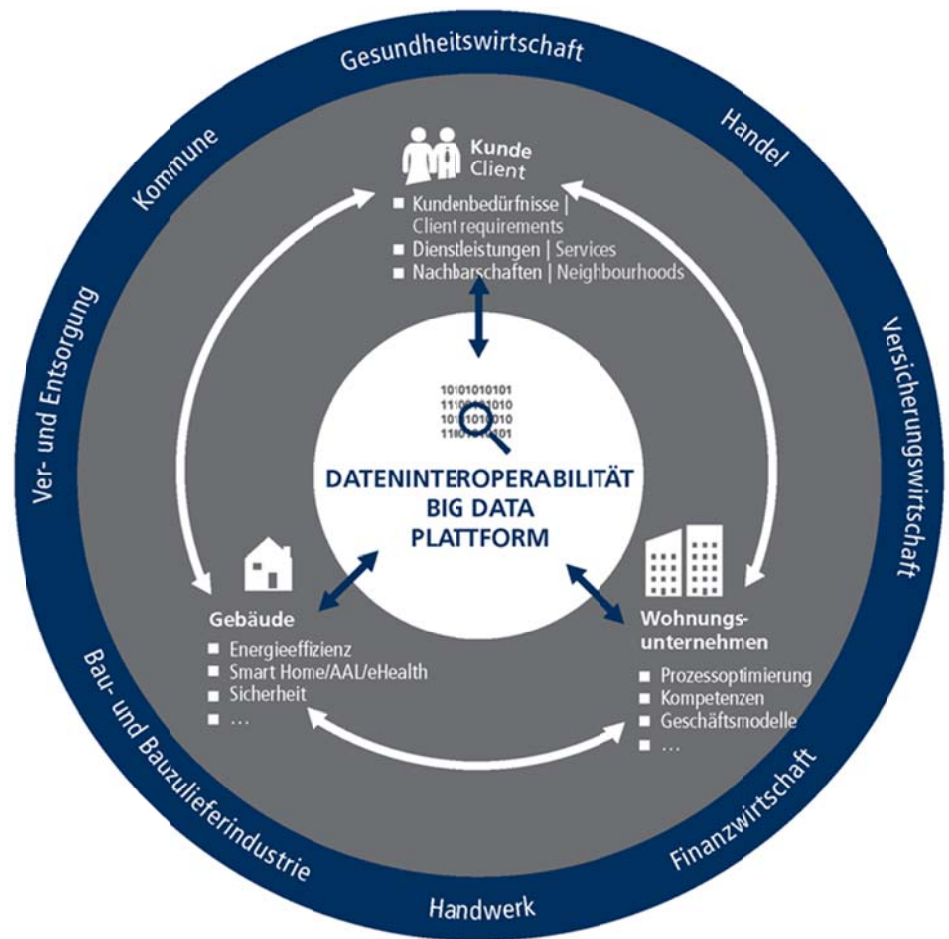 Gesundheitswirtschaft
Handel
Versicherungswirtschaft
Finanzwirtschaft
Handwerk
Bau- und Bauzulieferindustrie
Ver- und Entsorgung
Kommune
Kunde
Client
Kundenbedürfnisse |
Client requirements
Dienstleistungen | Services
Nachbarschaften | Neighbourhoods
DATENINTEROPERABILITÄT
BIG DATA
PLATTFORM
Gebäude
Energieeffizienz
Smart Home/AAL/eHealth
Sicherheit
...
Wohnungs-
unternehmen
Prozessoptimierung
Kompetenzen
Geschäftsmodelle
...